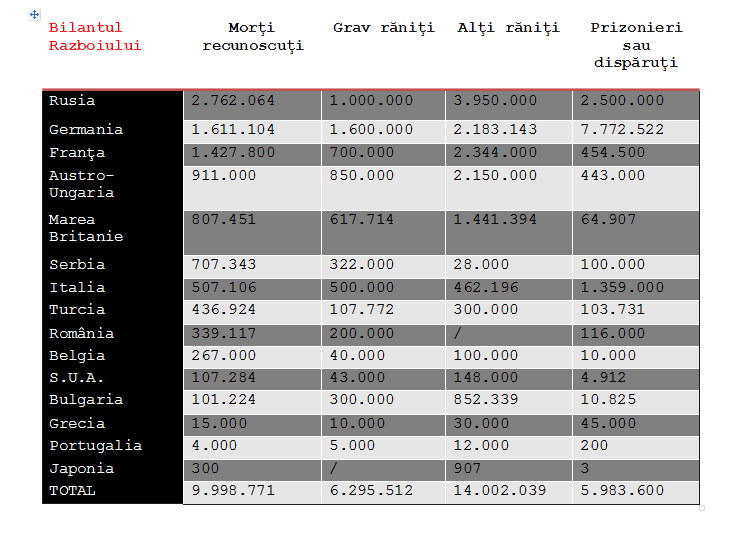 Bilantul Morți Grav răniți Alți răniți Prizonieri
Razboiului recunoscuți sau
dispăruți
Rusia 2.762.064 1.000.000 3.950.000 2.500.000
Germania 1.611.104 1.600.000 2.183.143 7.772.522
Franța 1.427.800 700.000 2.344.000 454.500
Austro- 911.000 850.000 2.150.000 443.000
Ungaria
Marea 807.451 617.714 1.441.394 64.907
Britanie
Serbia 707.343 322.000 28.000 100.000
Italia 507.106 500.000 462.196 1.359.000
Turcia 436.924 107.772 300.000 103.731
România 339.117 200.000 / 116.000
Belgia 267.000 40.000 100.000 10.000
S.U.A. 107.284 43.000 148.000 4.912
Bulgaria 101.224 300.000 852.339 10.825
Grecia 15.000 10.000 30.000 45.000
Portugalia 4.000 5.000 12.000 200
Japonia 300 / 907 3
TOTAL 9.998.771 6.295.512 14.002.039 5.983.600